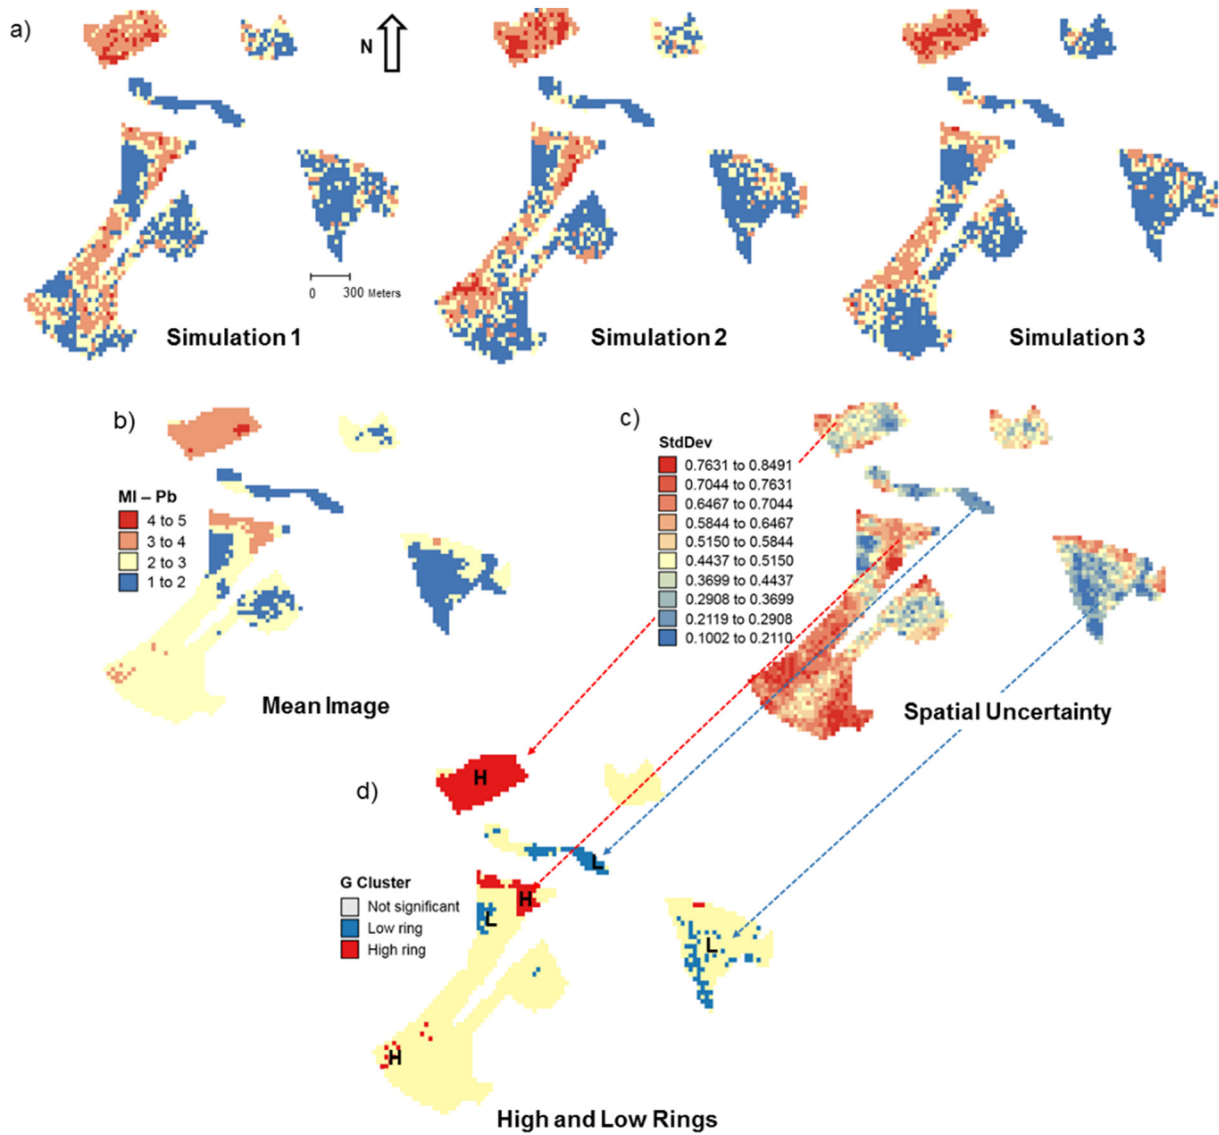 a)
N
0 300 Meters
Simulation 1
Simulation 2
Simulation 3
b)
MI – Pb
4 to 5
3 to 4
2 to 3
1 to 2
Mean Image
c)
StdDev
0.7631 to 0.8491
0.7044 to 0.7631
0.6467 to 0.7044
0.5844 to 0.6467
0.5150 to 0.5844
0.4437 to 0.5150
0.3699 to 0.4437
0.2908 to 0.3699
0.2119 to 0.2908
0.1002 to 0.2110
Spatial Uncertainty
d)
H
L
H
L
L
H
G Cluster
Not significant
Low ring
High ring
High and Low Rings